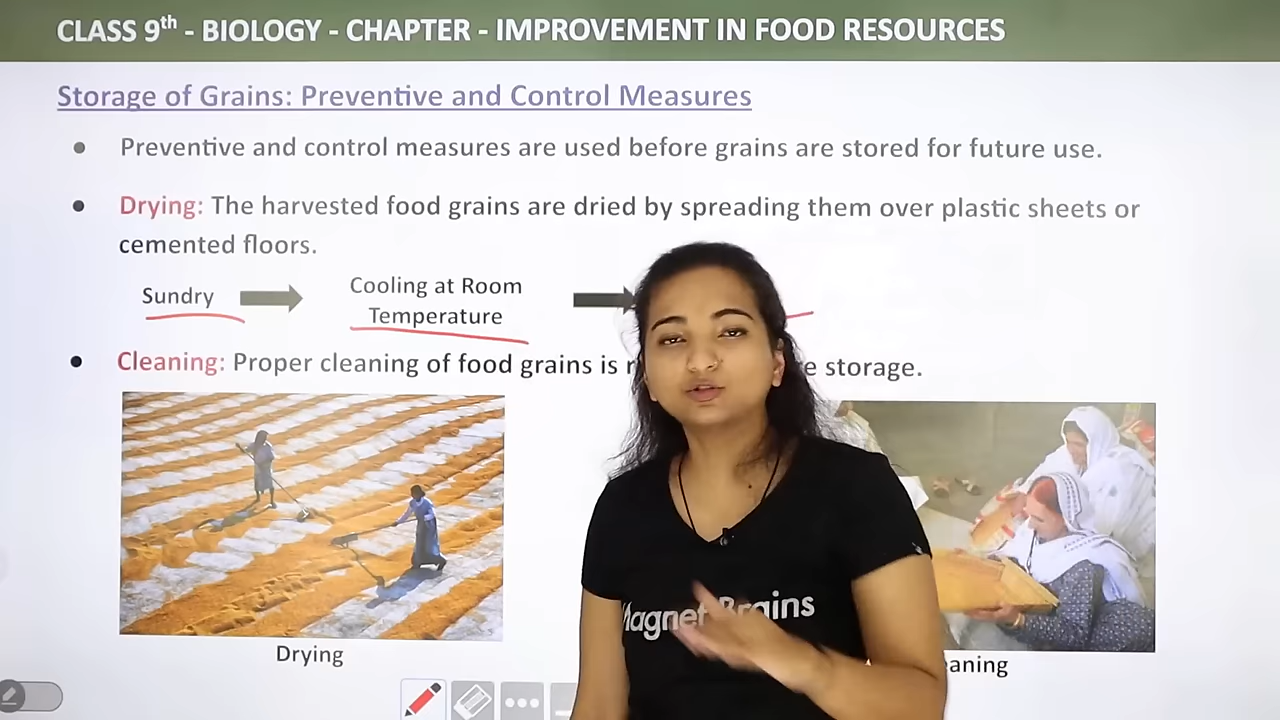 CLASS 9th - BIOLOGY - CHAPTER - IMPROVEMENT IN FOOD RESOURCES
Storage of Grains: Preventive and Control Measures
• Preventive and control measures are used before grains are stored for future use.
• Drying: The harvested food grains are dried by spreading them over plastic sheets or
cemented floors.
Sundry
Cooling at Room
Temperature
• Cleaning: Proper cleaning of food grains is storage.
Magnet Brains
Drying